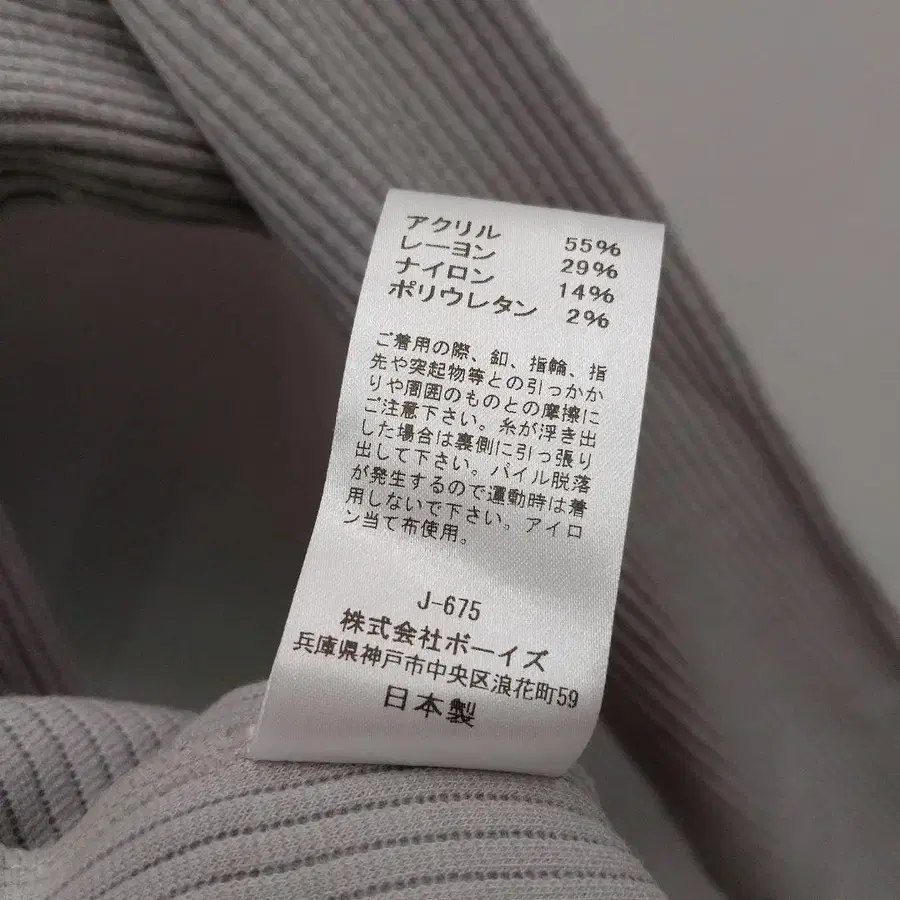 アクリル 55%
レーヨン 29%
ナイロン 14%
ポリウレタン 2%
ご着用の際、釦、指輪、指
先や突起物等との引っかか
りや周囲のものとの摩擦に
ご注意下さい。糸が浮き出
した場合は裏側に引っ張り
出して下さい。パイル脱落
が発生するので運動時は着
用しないで下さい。アイロ
ン当て布使用。
J-675
株式会社ボーイズ
兵庫県神戸市中央区浪花町59
日本製